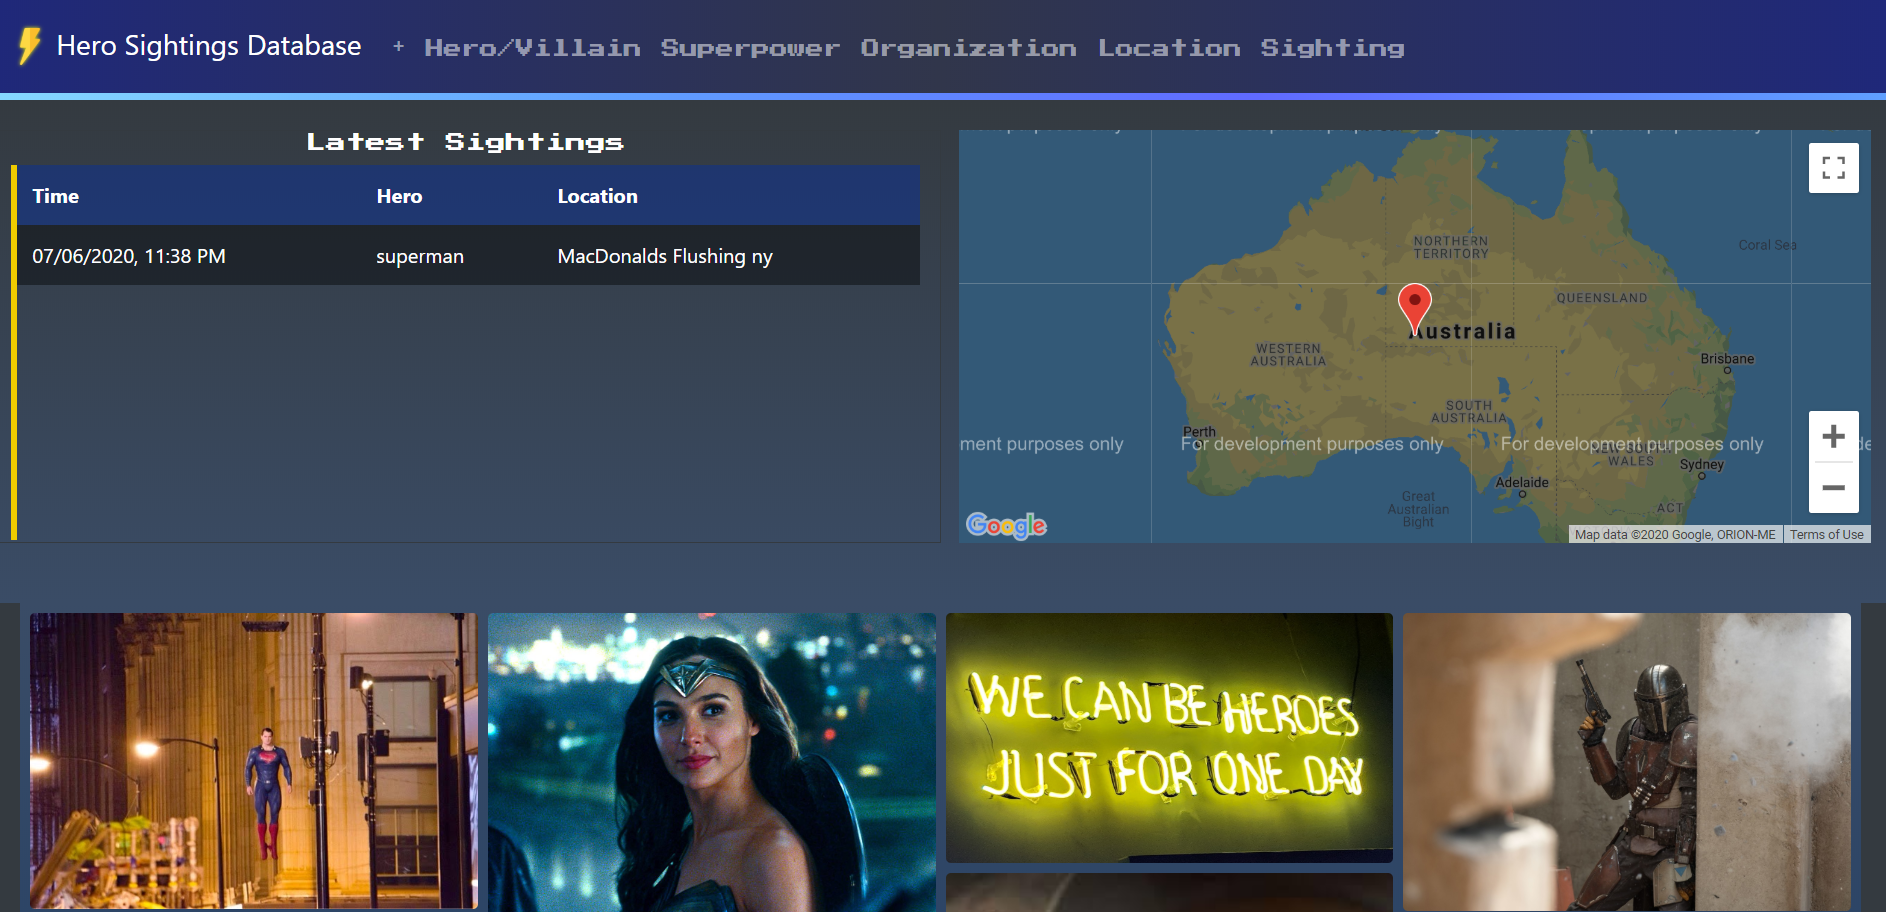 Hero Sightings Database + Hero/Villain Superpower Organization Location Sighting
Latest Sightings
Time Hero Location
07/06/2020, 11:38 PM superman MacDonalds Flushing ny
Coral Sea
NORTHERN
TERRITORY
QUEENSLAND
Australia
WESTERN
AUSTRALIA
Brisbane
SOUTH
AUSTRALIA
Perth
ment purposes only For development purposes only For development purposes only
NEW SOUTH
WALES
Sydney
Adelaide
Great
Australian
Bight
ACT
Google
Map data ©2020 Google, ORION-ME Terms of Use
WE CAN BE HEROES
JUST FOR ONE DAY